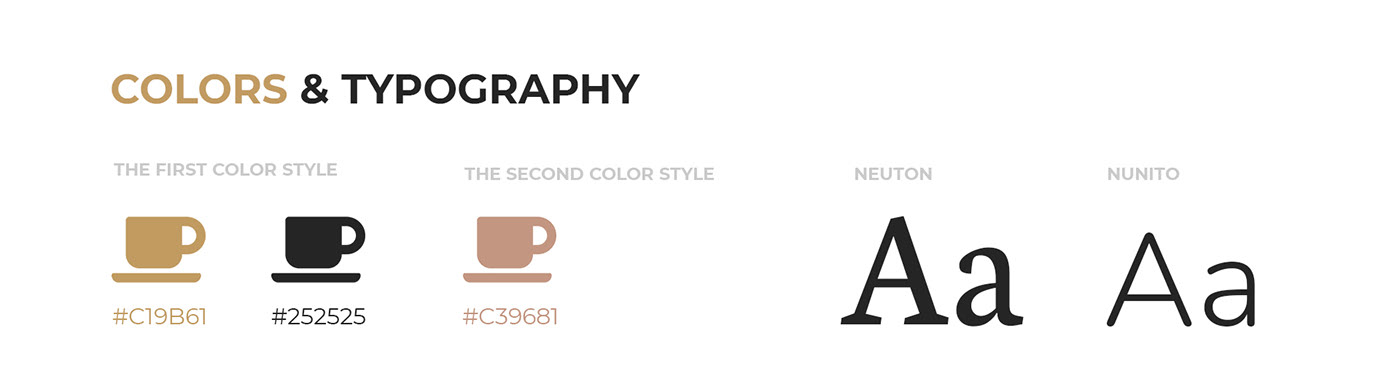 COLORS & TYPOGRAPHY
THE FIRST COLOR STYLE
THE SECOND COLOR STYLE
NEUTON
NUNITO
#C19B61
#252525
#C39681
Aa
Aa